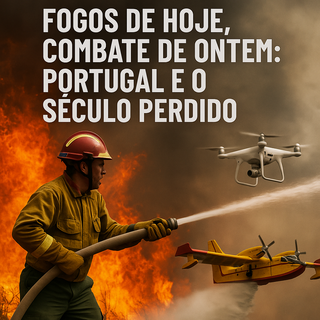 FOGOS DE HOJE,
COMBATE DE ONTEM:
PORTUGAL E O
SÉCULO PERDIDO